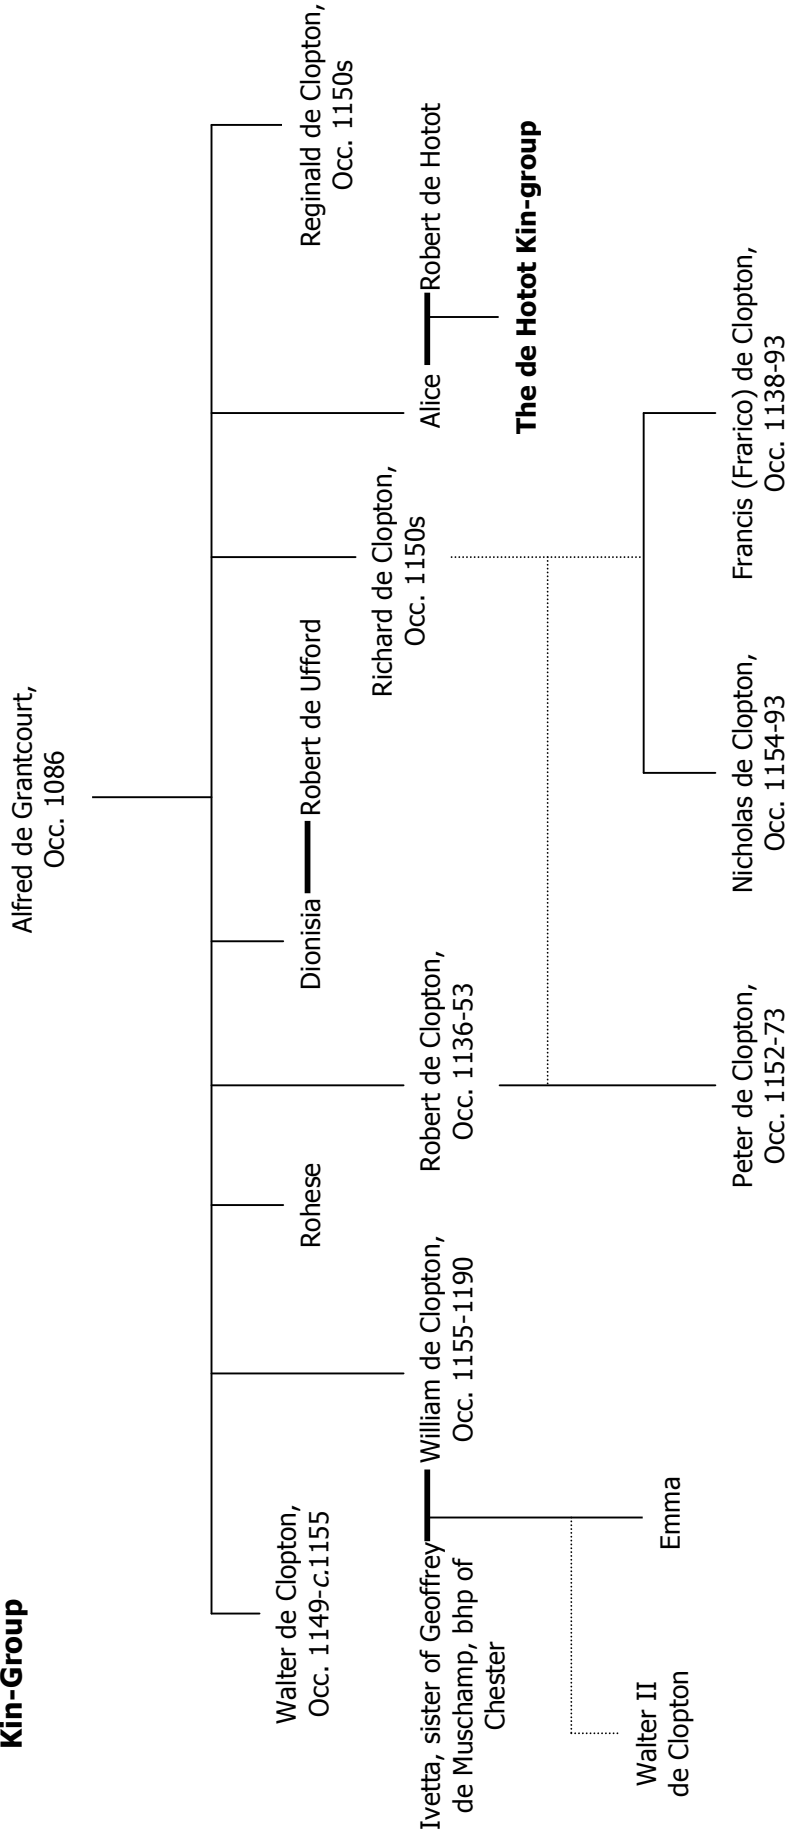 Kin-Group
Alfred de Grantcourt,
Occ. 1086
Walter de Clopton,
Occ. 1149-c.1155
Rohese
Dionisia
Robert de Ufford
Reginald de Clopton,
Occ. 1150s
Richard de Clopton,
Occ. 1150s
Ivetta, sister of Geoffrey
de Muschamp, bhp of
Chester
William de Clopton,
Occ. 1155-1190
Robert de Clopton,
Occ. 1136-53
Alice
Robert de Hotot
The de Hotot Kin-group
Walter II
de Clopton
Emma
Peter de Clopton,
Occ. 1152-73
Nicholas de Clopton,
Occ. 1154-93
Francis (Frarico) de Clopton,
Occ. 1138-93